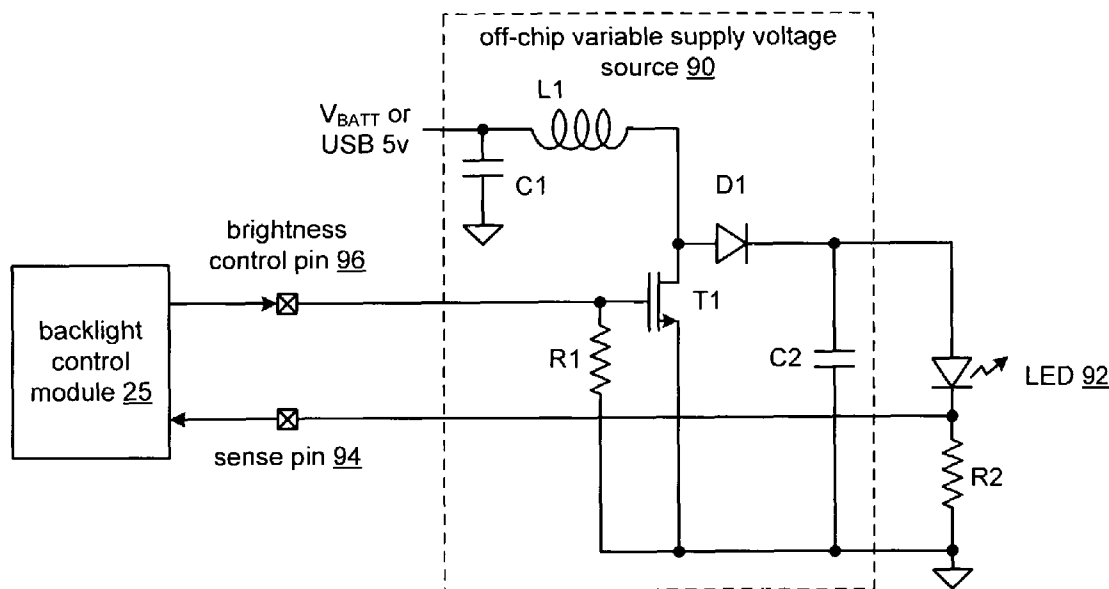 off-chip variable supply voltage
source 90
L1
V_BATT or
USB 5v
C1
D1
brightness
control pin 96
T1
backlight
control
module 25
R1
C2
LED 92
sense pin 94
R2